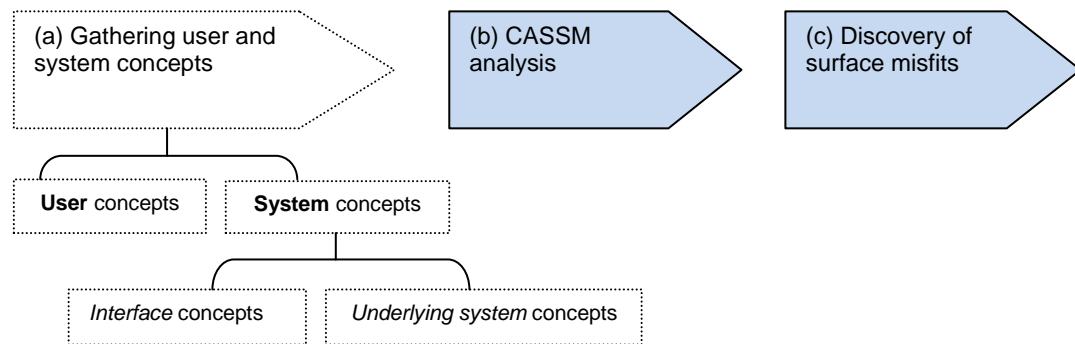 (a) Gathering user and
system concepts
(b) CASSM
analysis
(c) Discovery of
surface misfits
User concepts
System concepts
Interface concepts
Underlying system concepts